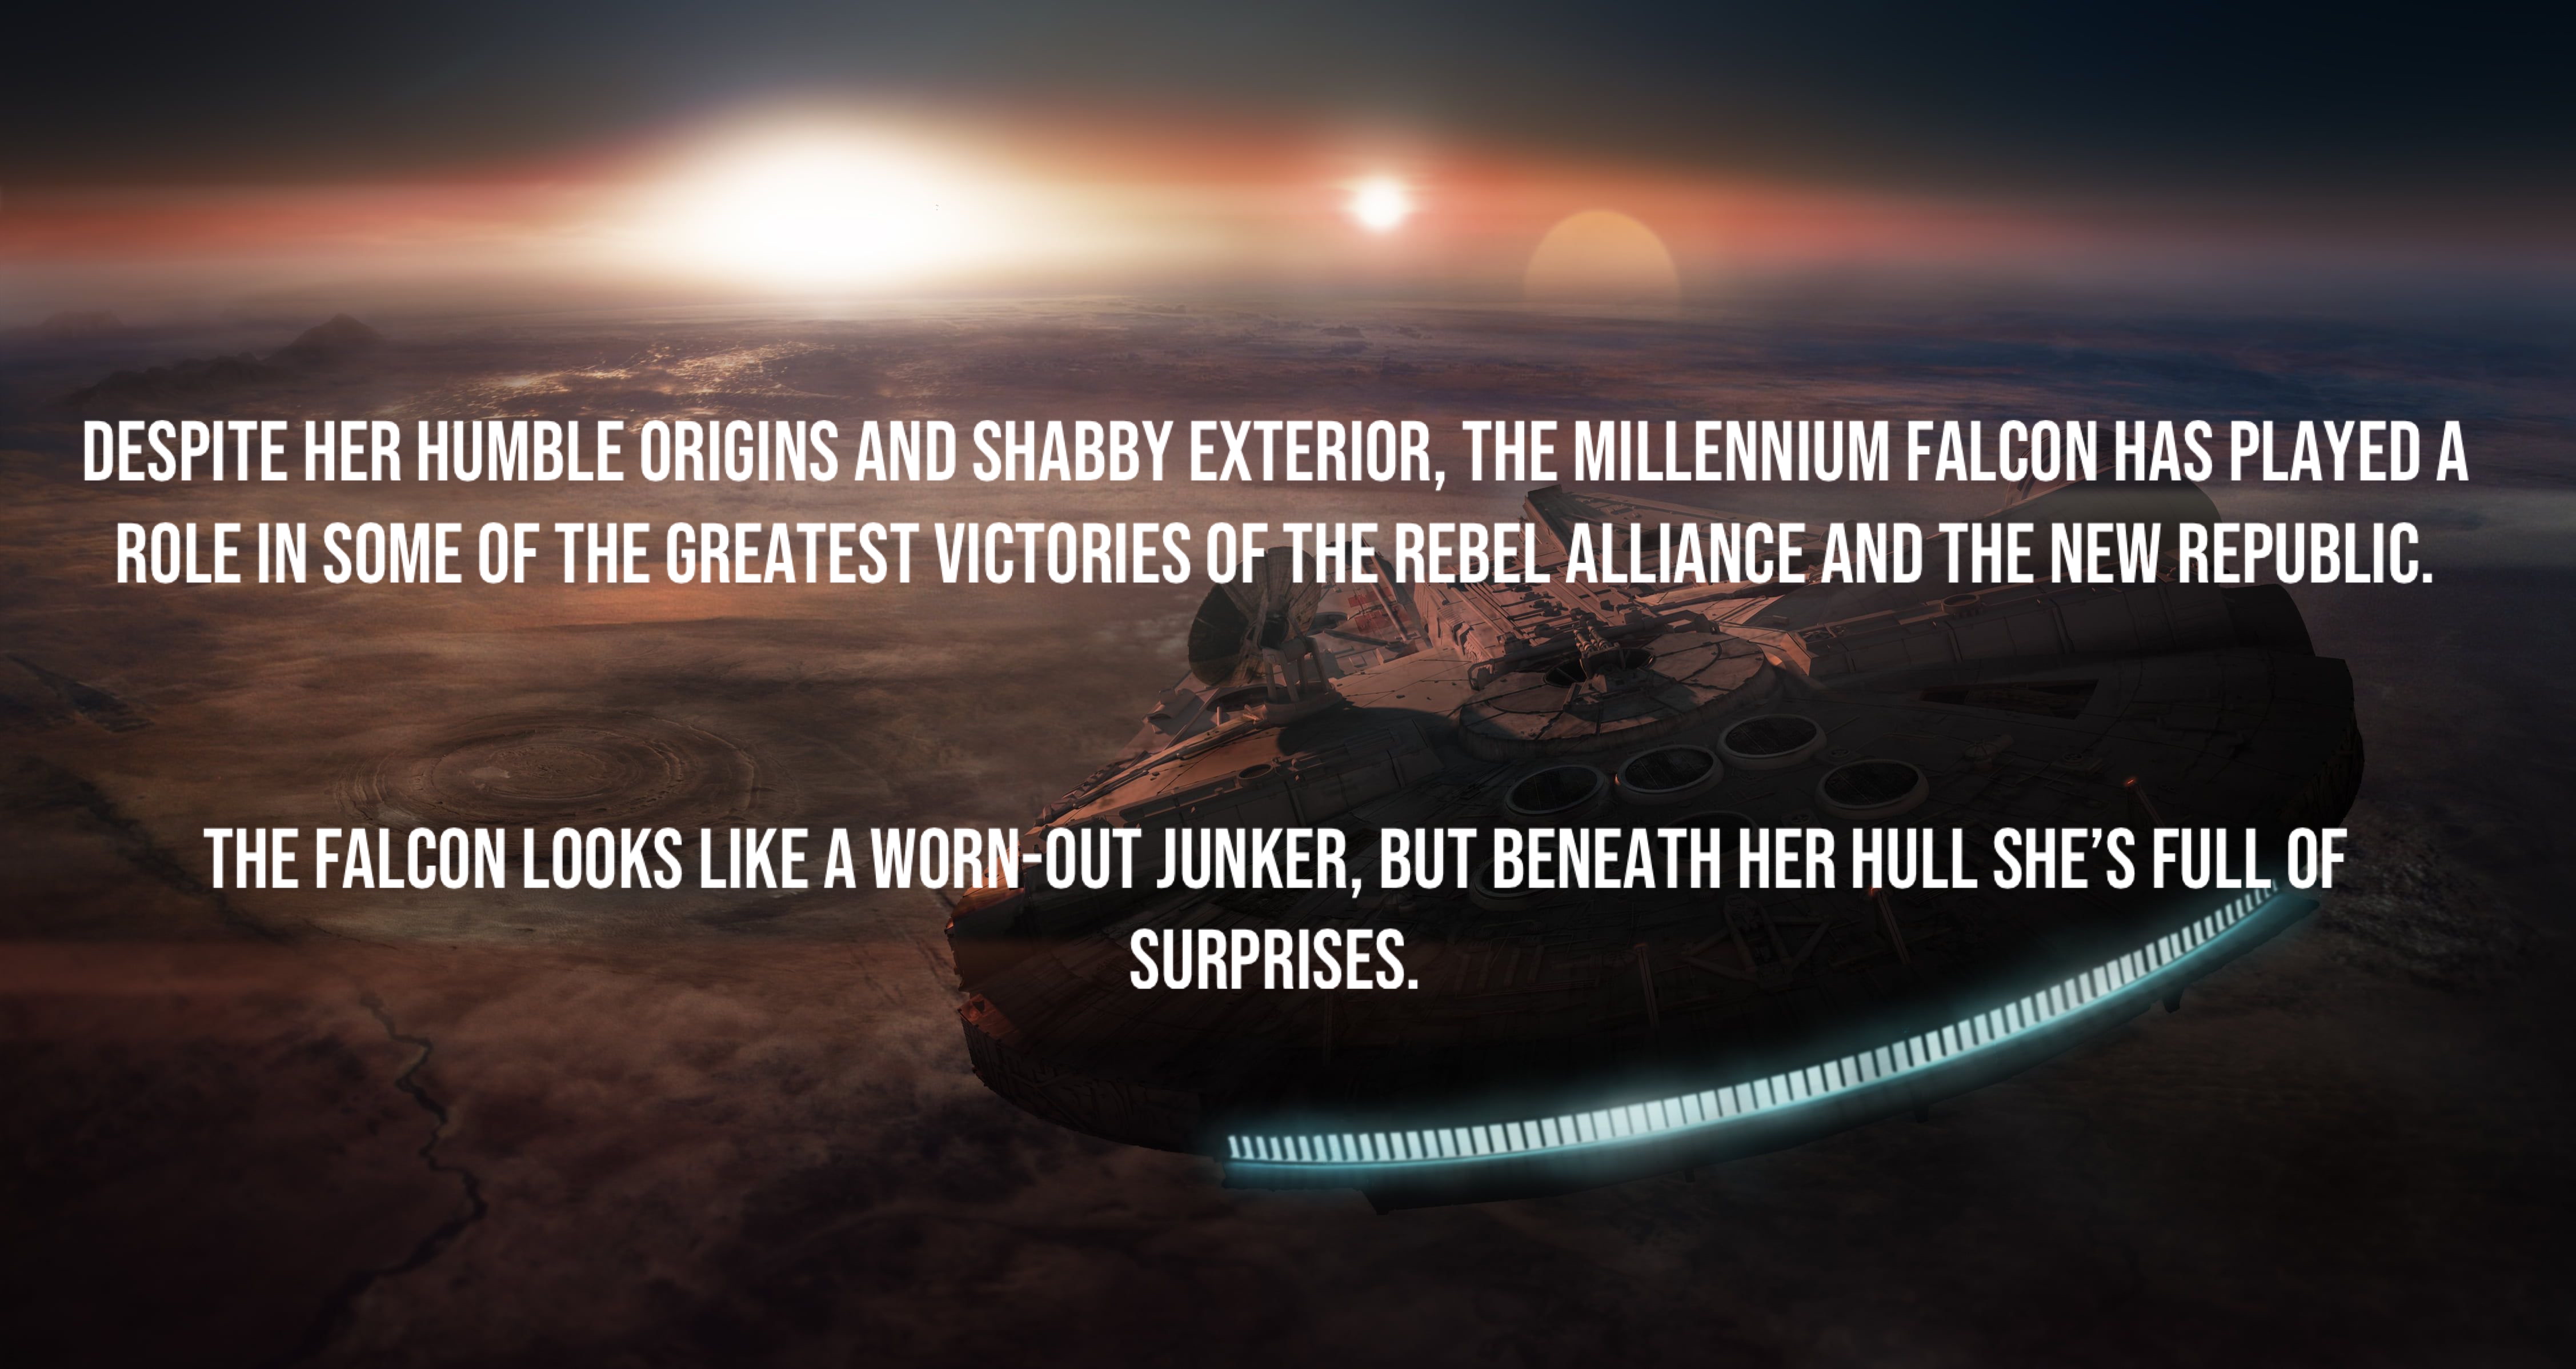 DESPITE HER HUMBLE ORIGINS AND SHABBY EXTERIOR, THE MILLENNIUM FALCON HAS PLAYED A
ROLE IN SOME OF THE GREATEST VICTORIES OF THE REBEL ALLIANCE AND THE NEW REPUBLIC.
THE FALCON LOOKS LIKE A WORN-OUT JUNKER, BUT BENEATH HER HULL SHE’S FULL OF
SURPRISES.